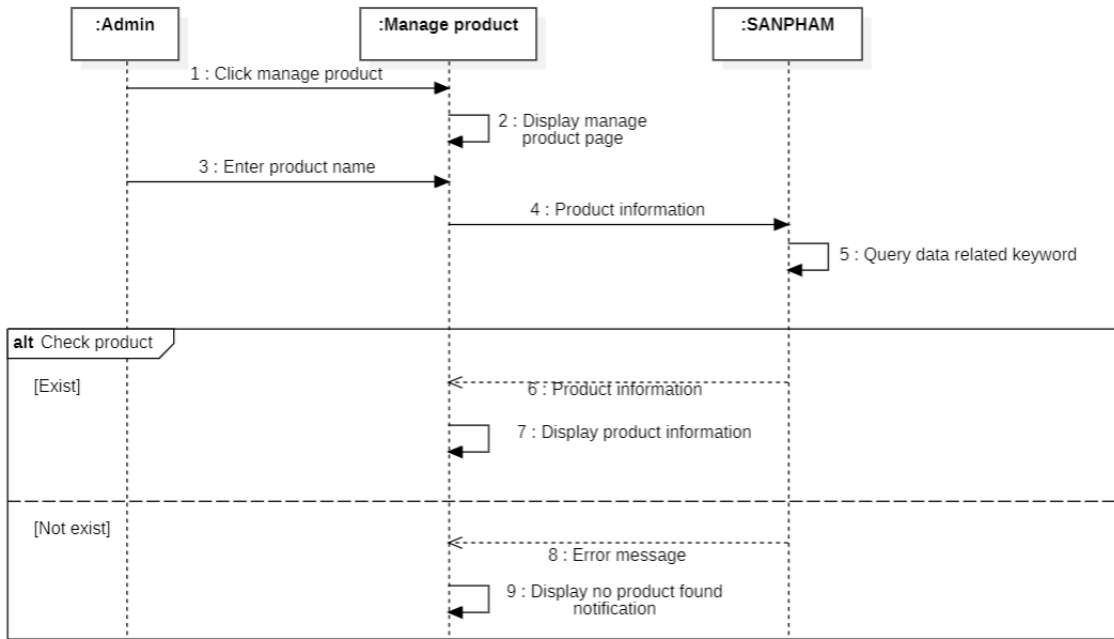 :Admin
:Manage product
:SANPHAM
1 : Click manage product
2 : Display manage
product page
3 : Enter product name
4 : Product information
5 : Query data related keyword
alt Check product
[Exist]
6 : Product information
7 : Display product information
[Not exist]
8 : Error message
9 : Display no product found
notification